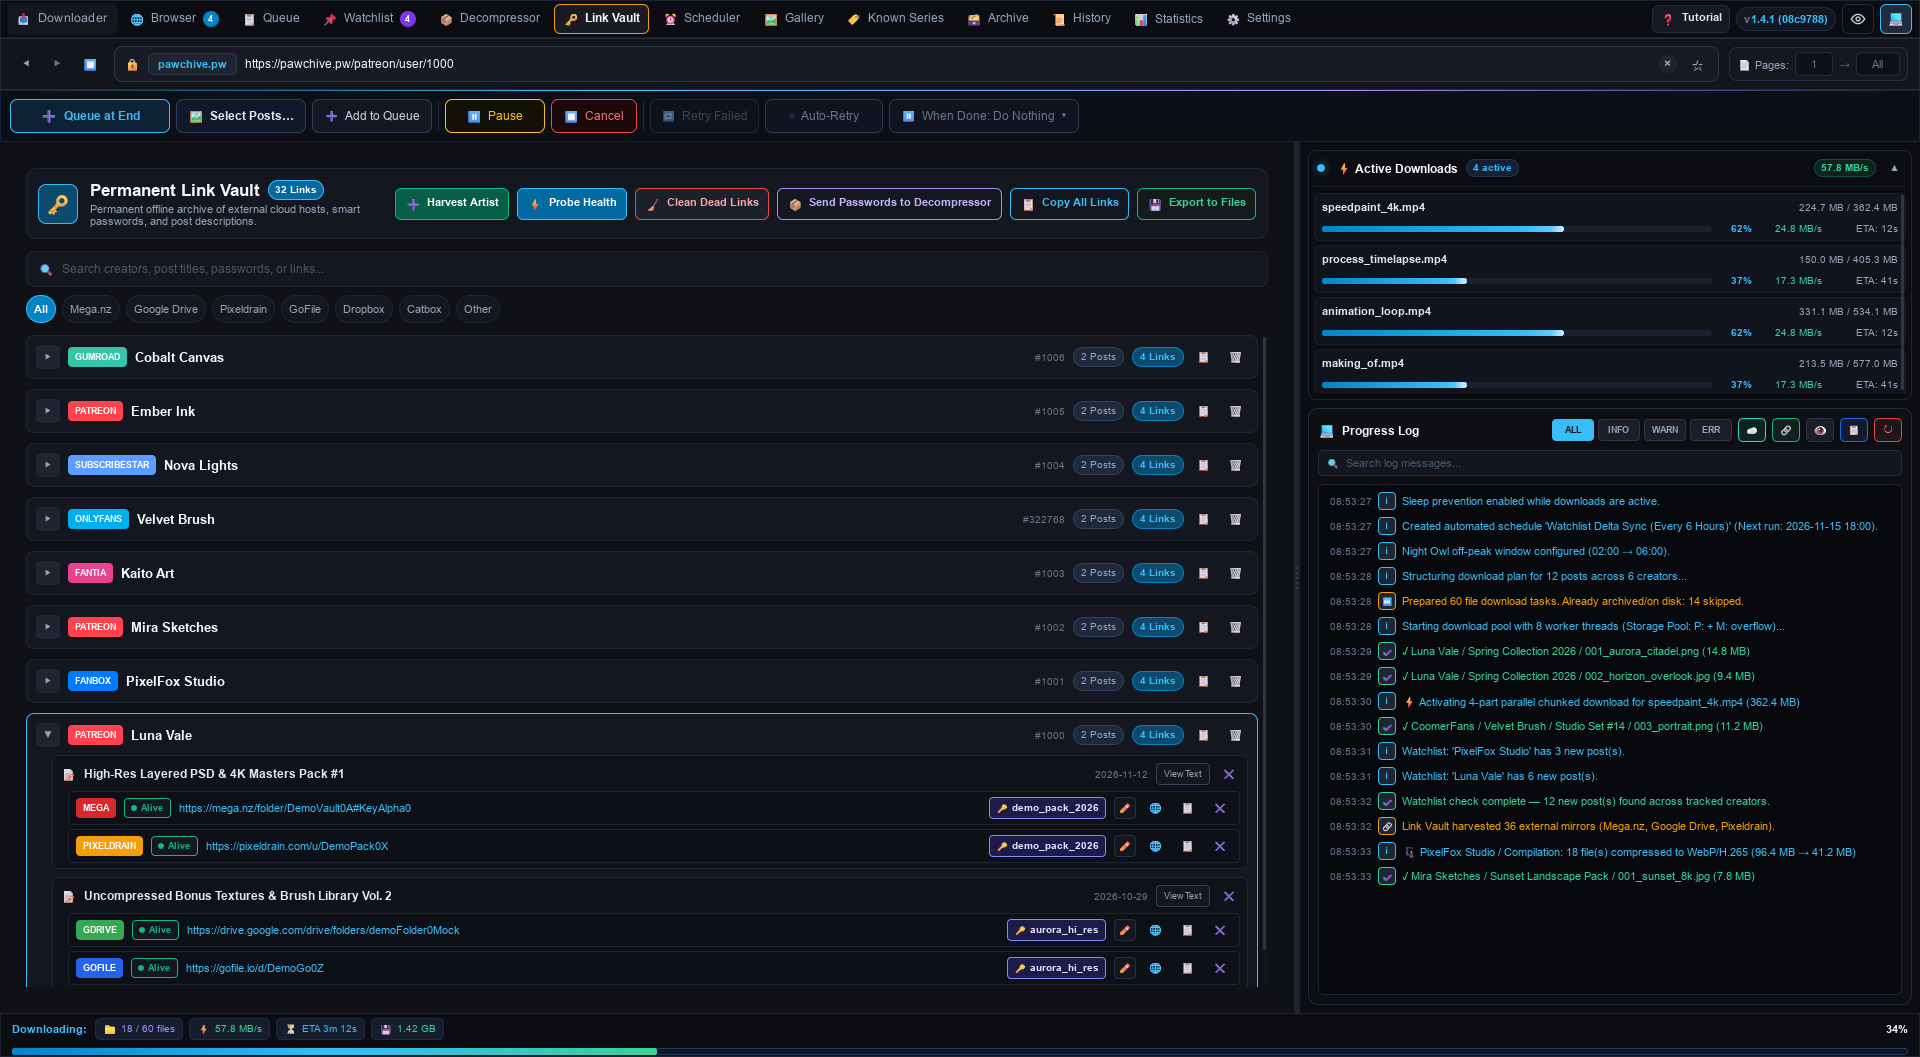 Downloader Browser 4 Queue Watchlist 4 Decompressor Link Vault Scheduler Gallery Known Series Archive History Statistics Settings Tutorial v1.4.1 (08c9788)
pawchive.pw https://pawchive.pw/patreon/user/1000 Pages: 1 → All
Queue at End Select Posts... Add to Queue Pause Cancel Retry Failed Auto-Retry When Done: Do Nothing
Permanent Link Vault 32 Links
Permanent offline archive of external cloud hosts, smart
passwords, and post descriptions.
Harvest Artist Probe Health Clean Dead Links Send Passwords to Decompressor Copy All Links Export to Files
Search creators, post titles, passwords, or links...
All Mega.nz Google Drive Pixeldrain GoFile Dropbox Catbox Other
GUMROAD Cobalt Canvas #1006 2 Posts 4 Links
PATREON Ember Ink #1005 2 Posts 4 Links
SUBSCRIBESTAR Nova Lights #1004 2 Posts 4 Links
ONLYFANS Velvet Brush #322768 2 Posts 4 Links
FANTIA Kaito Art #1003 2 Posts 4 Links
PATREON Mira Sketches #1002 2 Posts 4 Links
FANBOX PixelFox Studio #1001 2 Posts 4 Links
PATREON Luna Vale #1000 2 Posts 4 Links
High-Res Layered PSD & 4K Masters Pack #1 2026-11-12 View Text
MEGA Alive https://mega.nz/folder/DemoVault0A#KeyAlpha0 demo_pack_2026
PIXELDRAIN Alive https://pixeldrain.com/u/DemoPack0X demo_pack_2026
Uncompressed Bonus Textures & Brush Library Vol. 2 2026-10-29 View Text
GDRIVE Alive https://drive.google.com/drive/folders/demoFolder0Mock aurora_hi_res
GOFILE Alive https://gofile.io/d/DemoGo0Z aurora_hi_res
Active Downloads 4 active 57.8 MB/s
speedpaint_4k.mp4 224.7 MB / 362.4 MB
62% 24.8 MB/s ETA: 12s
process_timelapse.mp4 150.0 MB / 405.3 MB
37% 17.3 MB/s ETA: 41s
animation_loop.mp4 331.1 MB / 534.1 MB
62% 24.8 MB/s ETA: 12s
making_of.mp4 213.5 MB / 577.0 MB
37% 17.3 MB/s ETA: 41s
Progress Log ALL INFO WARN ERR
Search log messages...
08:53:27 i Sleep prevention enabled while downloads are active.
08:53:27 i Created automated schedule 'Watchlist Delta Sync (Every 6 Hours)' (Next run: 2026-11-15 18:00).
08:53:27 i Night Owl off-peak window configured (02:00 → 06:00).
08:53:28 i Structuring download plan for 12 posts across 6 creators...
08:53:28 Prepared 60 file download tasks. Already archived/on disk: 14 skipped.
08:53:28 i Starting download pool with 8 worker threads (Storage Pool: P: + M: overflow)...
08:53:29 ✓ Luna Vale / Spring Collection 2026 / 001_aurora_citadel.png (14.8 MB)
08:53:29 ✓ Luna Vale / Spring Collection 2026 / 002_horizon_overlook.jpg (9.4 MB)
08:53:30 i Activating 4-part parallel chunked download for speedpaint_4k.mp4 (362.4 MB)
08:53:30 ✓ CoomerFans / Velvet Brush / Studio Set #14 / 003_portrait.png (11.2 MB)
08:53:31 i Watchlist: 'PixelFox Studio' has 3 new post(s).
08:53:31 i Watchlist: 'Luna Vale' has 6 new post(s).
08:53:32 Watchlist check complete — 12 new post(s) found across tracked creators.
08:53:32 Link Vault harvested 36 external mirrors (Mega.nz, Google Drive, Pixeldrain).
08:53:33 i PixelFox Studio / Compilation: 18 file(s) compressed to WebP/H.265 (96.4 MB → 41.2 MB)
08:53:33 ✓ Mira Sketches / Sunset Landscape Pack / 001_sunset_8k.jpg (7.8 MB)
Downloading: 18 / 60 files 57.8 MB/s ETA 3m 12s 1.42 GB 34%